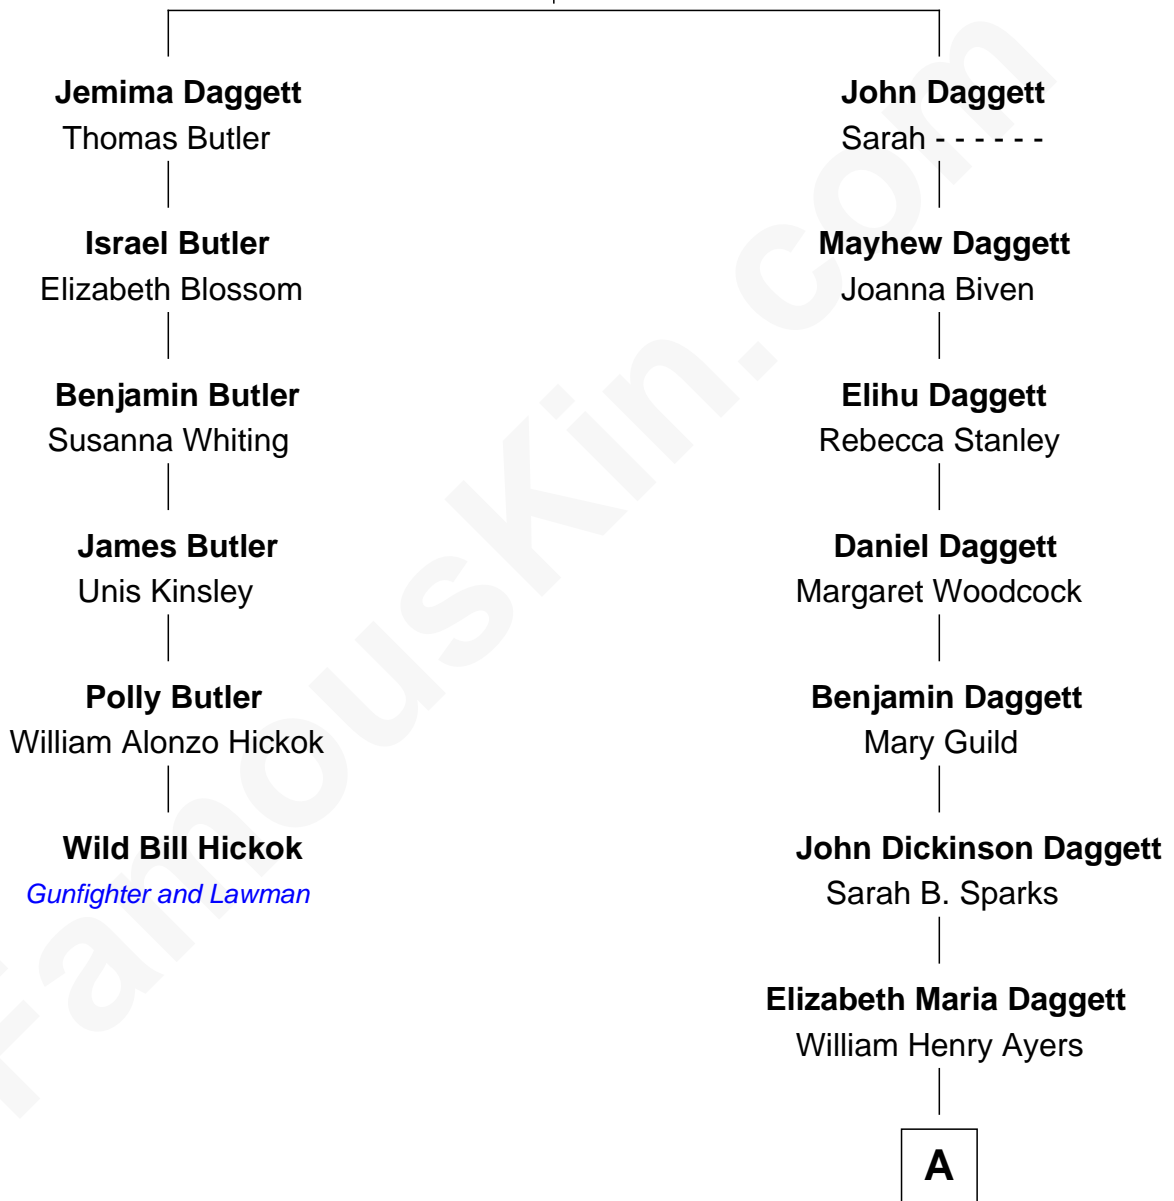 Jemima Daggett
Thomas Butler
Israel Butler
Elizabeth Blossom
Benjamin Butler
Susanna Whiting
James Butler
Unis Kinsley
Polly Butler
William Alonzo Hickok
Wild Bill Hickok
Gunfighter and Lawman
John Daggett
Sarah - - - - - -
Mayhew Daggett
Joanna Biven
Elihu Daggett
Rebecca Stanley
Daniel Daggett
Margaret Woodcock
Benjamin Daggett
Mary Guild
John Dickinson Daggett
Sarah B. Sparks
Elizabeth Maria Daggett
William Henry Ayers
A
FamousKin.com